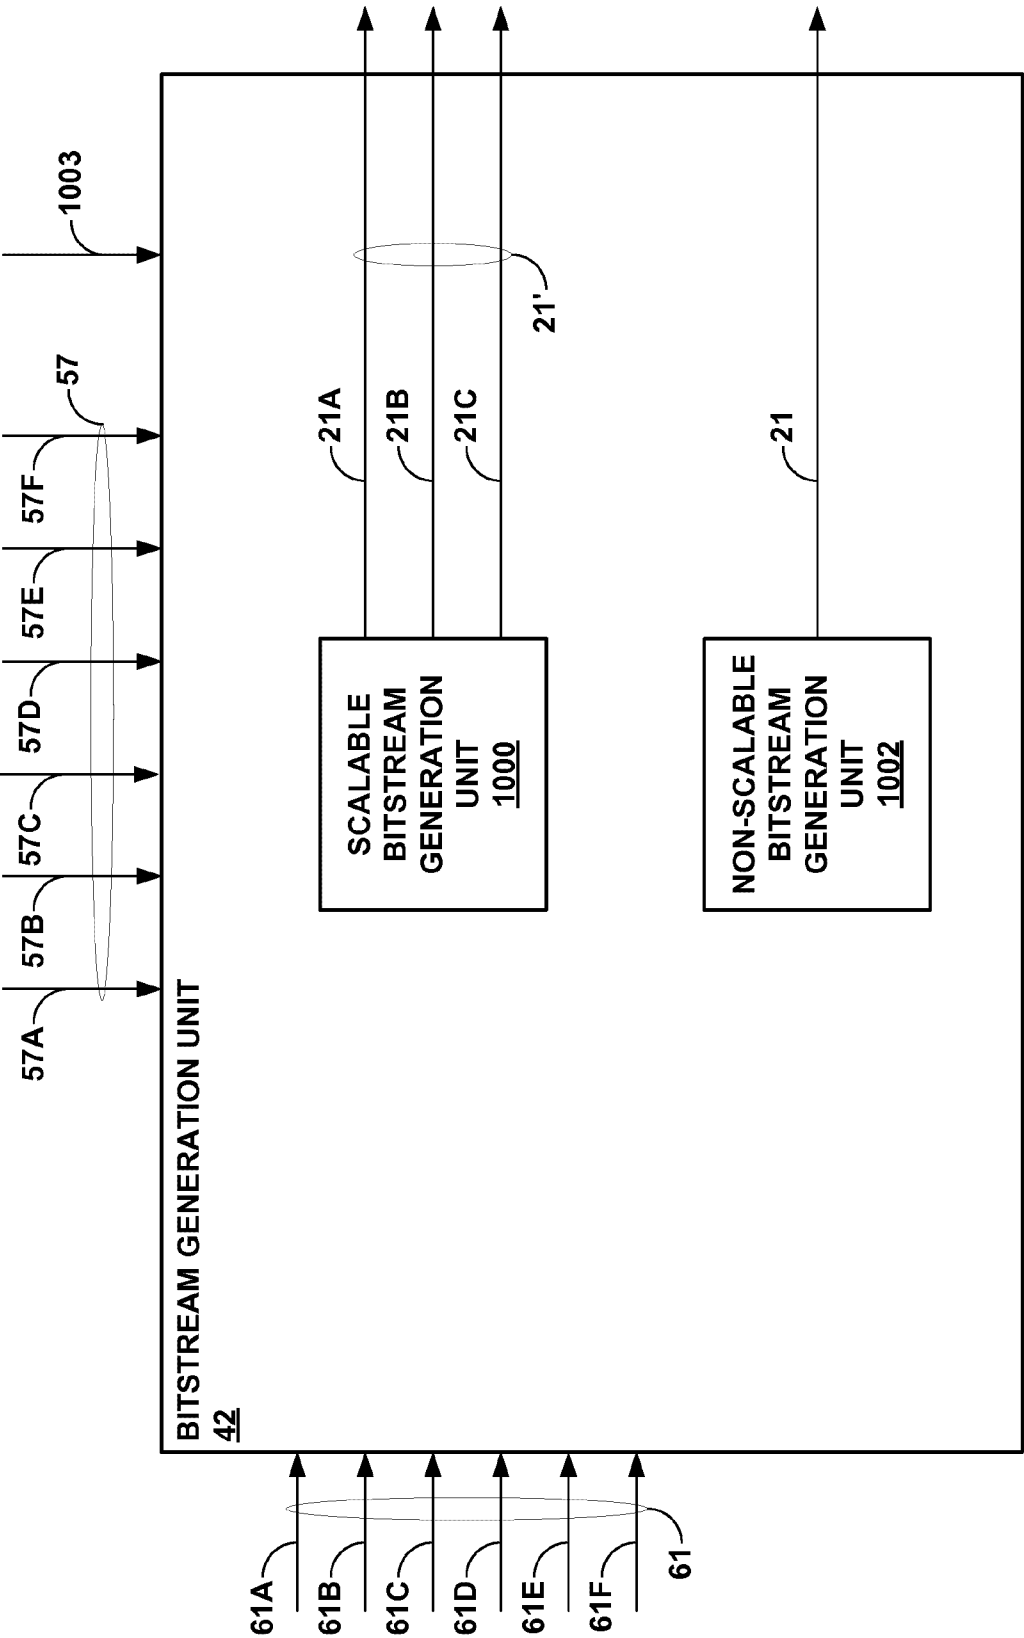 57A
57B
57C
57D
57E
57F
57
1003
BITSTREAM GENERATION UNIT
42
61A
61B
61C
61D
61E
61F
61
SCALABLE
BITSTREAM
GENERATION
UNIT
1000
21A
21B
21C
21'
NON-SCALABLE
BITSTREAM
GENERATION
UNIT
1002
21